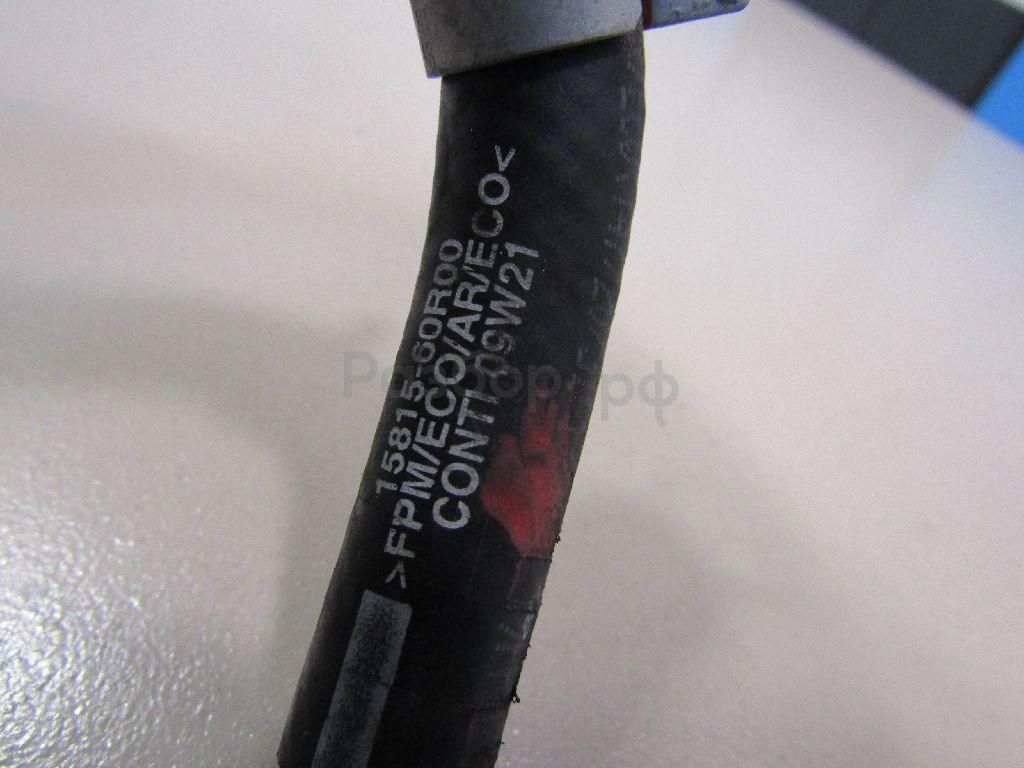 15815-60R00
>FPM/ECO/AR/ECO<
CONTI 09W21